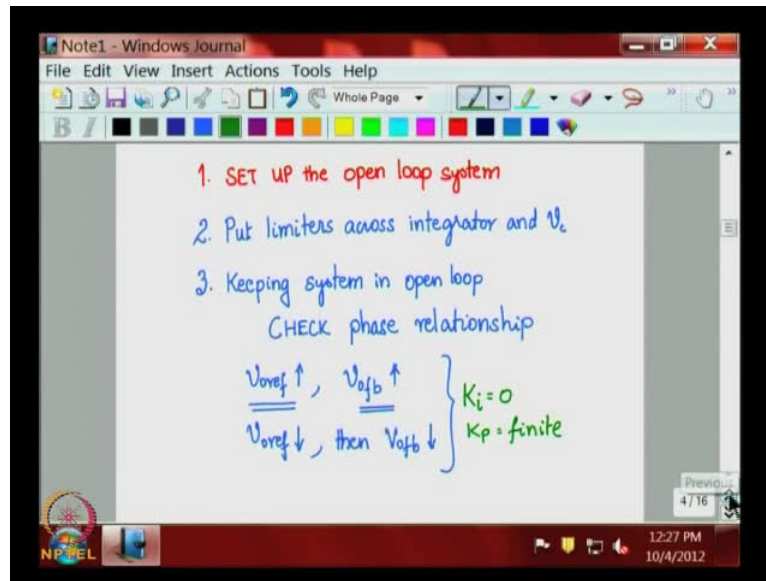 Note1 - Windows Journal
File Edit View Insert Actions Tools Help
Whole Page
B I
1. SET UP the open loop system
2. Put limiters across integrator and Vc
3. Keeping system in open loop
CHECK phase relationship
Voref ↑, Vofb ↑
Voref ↓, then Vofb ↓
Ki = 0
Kp = finite
Previous
4 / 16
NPTEL
12:27 PM
10/4/2012